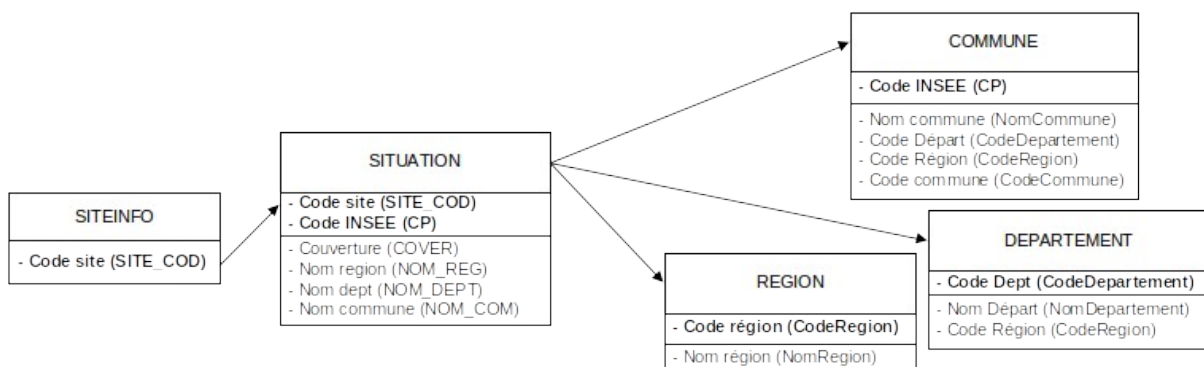 SITEINFO
- Code site (SITE_COD)
SITUATION
- Code site (SITE_COD)
- Code INSEE (CP)
- Couverture (COVER)
- Nom region (NOM_REG)
- Nom dept (NOM_DEPT)
- Nom commune (NOM_COM)
COMMUNE
- Code INSEE (CP)
- Nom commune (NomCommune)
- Code Départ (CodeDepartement)
- Code Région (CodeRegion)
- Code commune (CodeCommune)
REGION
- Code région (CodeRegion)
- Nom région (NomRegion)
DEPARTEMENT
- Code Dept (CodeDepartement)
- Nom Départ (NomDepartement)
- Code Région (CodeRegion)